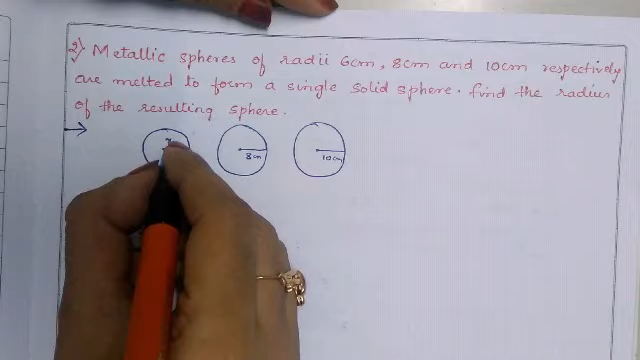 2) Metallic spheres of radii 6cm, 8cm and 10cm respectively
are melted to form a single solid sphere. find the radius
of the resulting sphere.
8cm 10cm